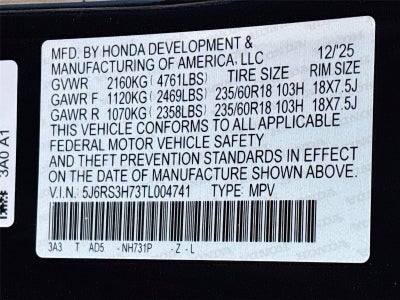 MFD. BY HONDA DEVELOPMENT &
MANUFACTURING OF AMERICA, LLC 12/'25
GVWR 2160KG (4761LBS) TIRE SIZE RIM SIZE
GAWR F 1120KG (2469LBS) 235/60R18 103H 18X7.5J
GAWR R 1070KG (2358LBS) 235/60R18 103H 18X7.5J
THIS VEHICLE CONFORMS TO ALL APPLICABLE
FEDERAL MOTOR VEHICLE SAFETY
AND THEFT PREVENTION STANDARDS IN EFFECT ON THE
DATE OF MANUFACTURE SHOWN ABOVE.
V.I.N. 5J6RS3H73TL004741 TYPE: MPV
3A3 T AD5 - NH731P - Z - L
3A0 A1